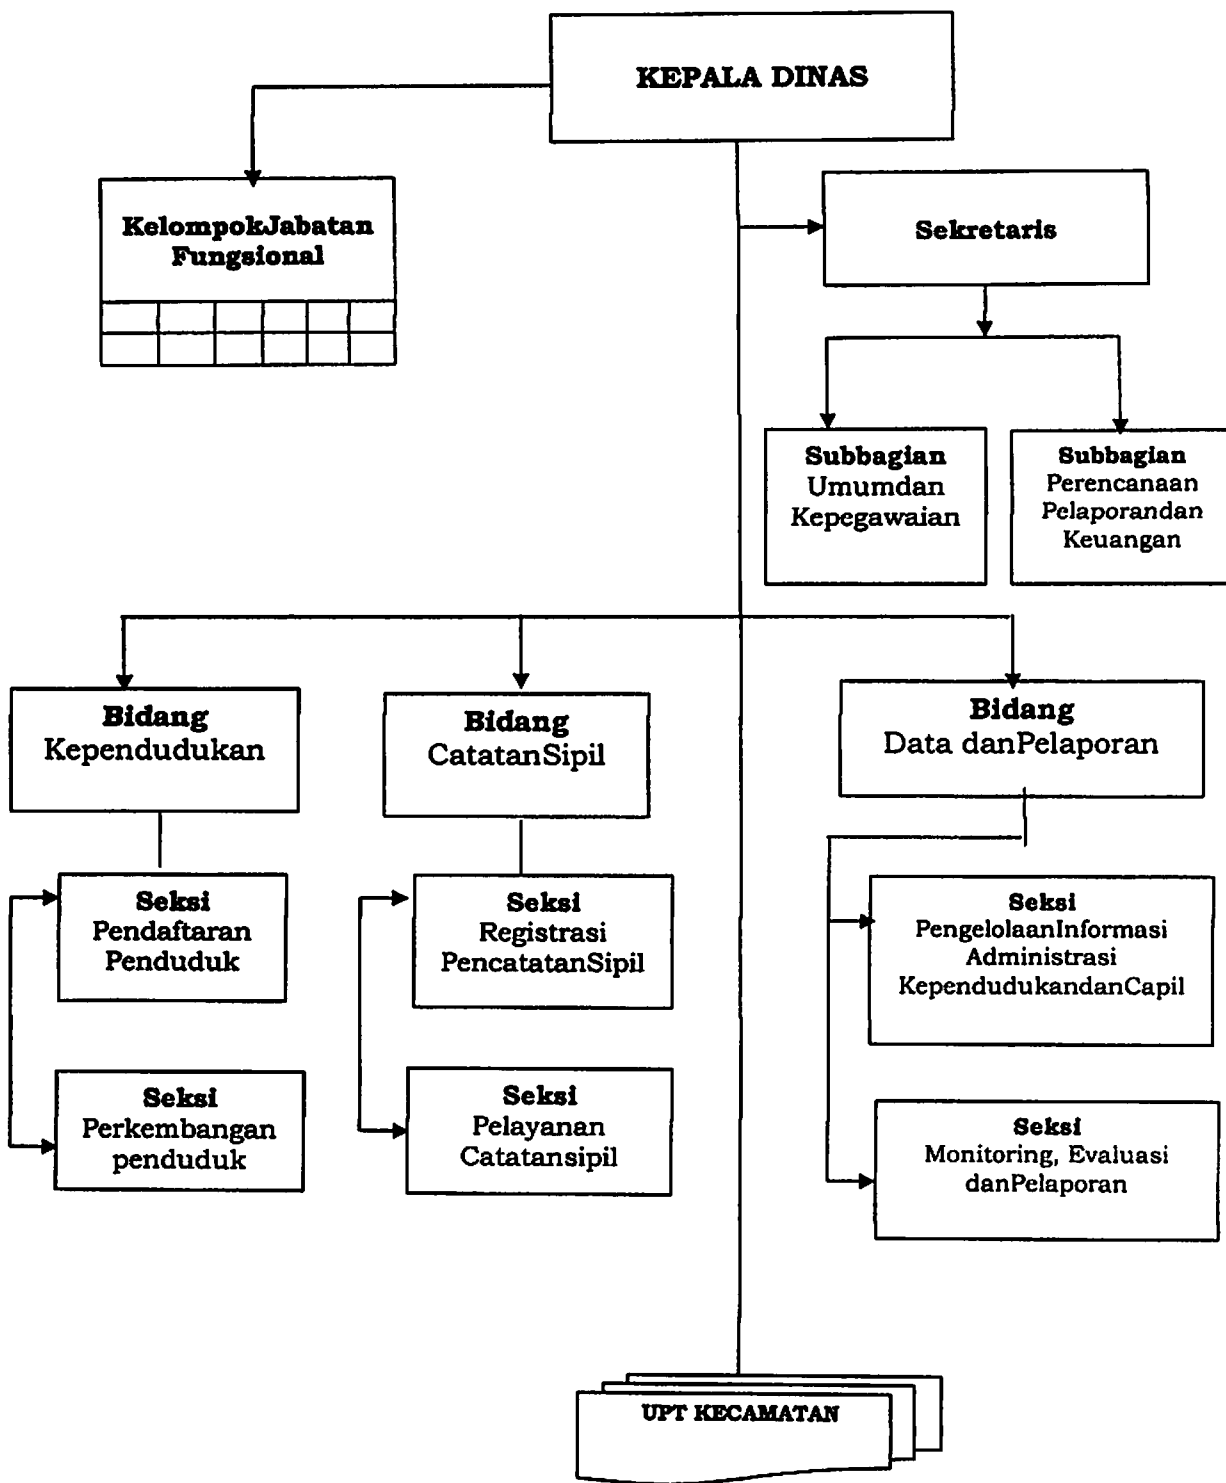 KEPALA DINAS
KelompokJabatan
Fungsional
Sekretaris
Subbagian
Umumdan
Kepegawaian
Subbagian
Perencanaan
Pelaporandan
Keuangan
Bidang
Kependudukan
Bidang
CatatanSipil
Bidang
Data danPelaporan
Seksi
Pendaftaran
Penduduk
Seksi
Registrasi
PencatatanSipil
Seksi
PengelolaanInformasi
Administrasi
KependudukandanCapil
Seksi
Perkembangan
penduduk
Seksi
Pelayanan
Catatansipil
Seksi
Monitoring, Evaluasi
danPelaporan
UPT KECAMATAN